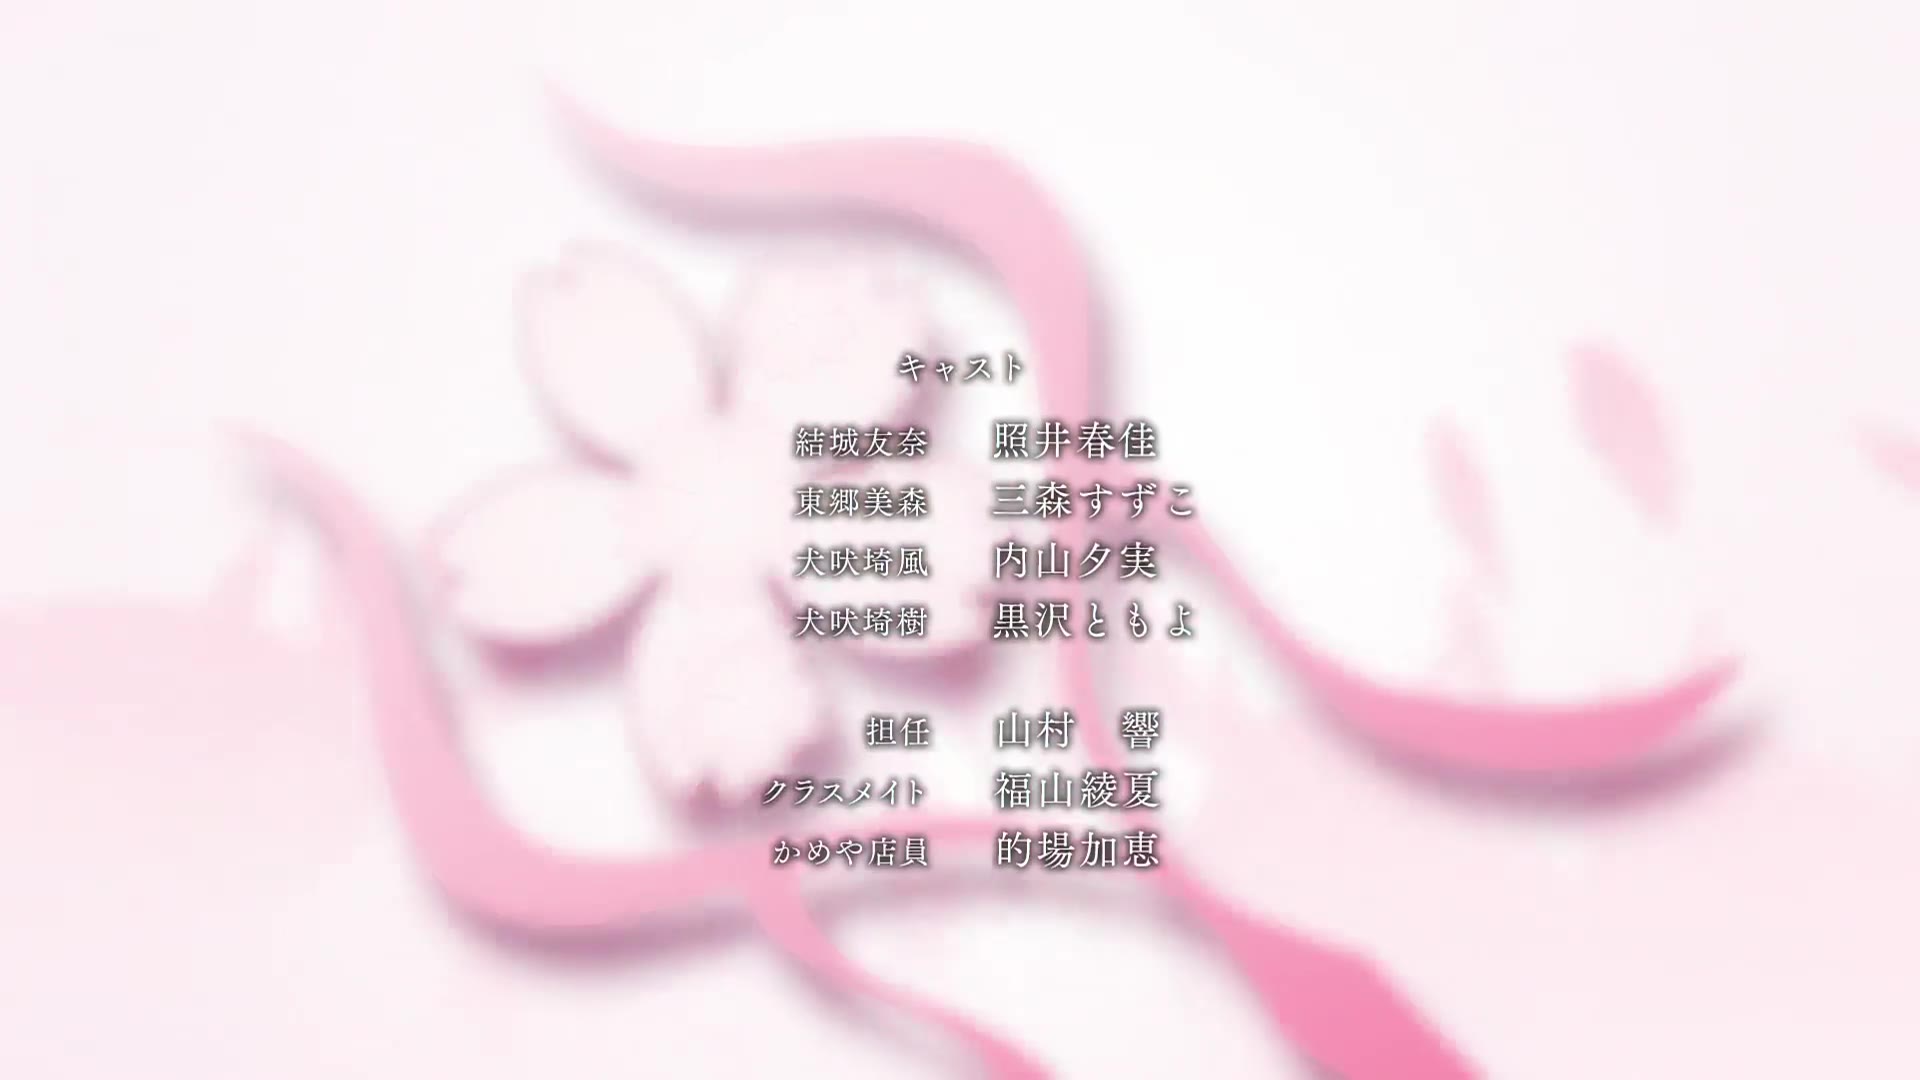 キャスト
結城友奈　照井春佳
東郷美森　三森すずこ
犬吠埼風　内山夕実
犬吠埼樹　黒沢ともよ
担任　山村　響
クラスメイト　福山綾夏
かめや店員　的場加恵